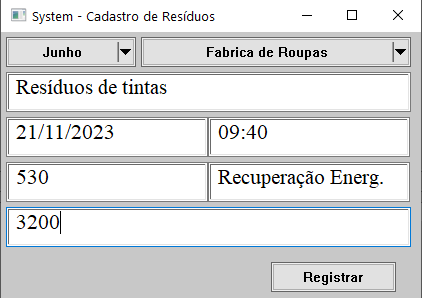 System - Cadastro de Resíduos
Junho Fabrica de Roupas
Resíduos de tintas
21/11/2023 09:40
530 Recuperação Energ.
3200
Registrar